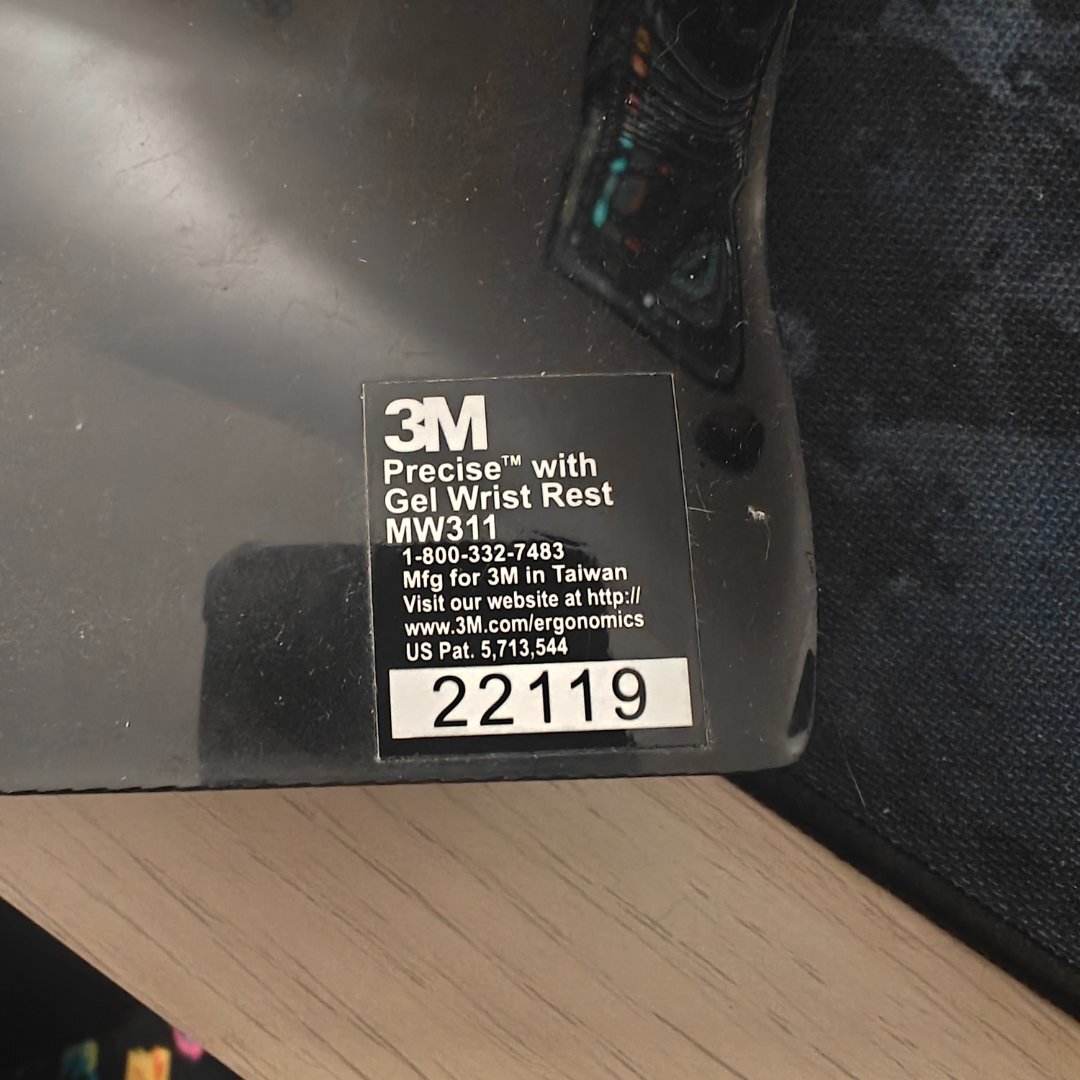 3M
Precise™ with
Gel Wrist Rest
MW311
1-800-332-7483
Mfg for 3M in Taiwan
Visit our website at http://
www.3M.com/ergonomics
US Pat. 5,713,544
22119